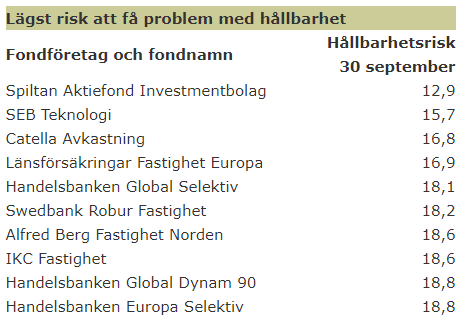 Lägst risk att få problem med hållbarhet
Fondföretag och fondnamn Hållbarhetsrisk 30 september
Spiltan Aktiefond Investmentbolag 12,9
SEB Teknologi 15,7
Catella Avkastning 16,8
Länsförsäkringar Fastighet Europa 16,9
Handelsbanken Global Selektiv 18,1
Swedbank Robur Fastighet 18,2
Alfred Berg Fastighet Norden 18,6
IKC Fastighet 18,6
Handelsbanken Global Dynam 90 18,8
Handelsbanken Europa Selektiv 18,8